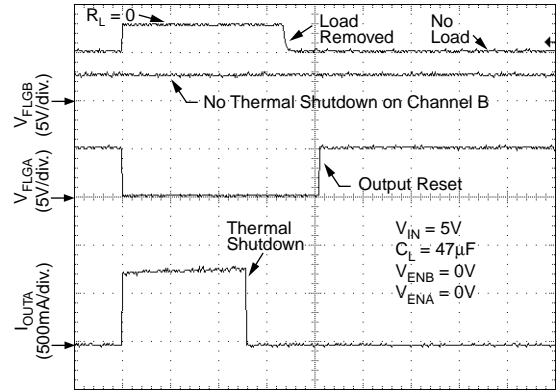 R_L = 0
Load
Removed
No
Load
V_FLGB
(5V/div.)
No Thermal Shutdown on Channel B
V_FLGA
(5V/div.)
Output Reset
Thermal
Shutdown
V_IN = 5V
C_L = 47µF
V_ENB = 0V
V_ENA = 0V
I_OUTA
(500mA/div.)